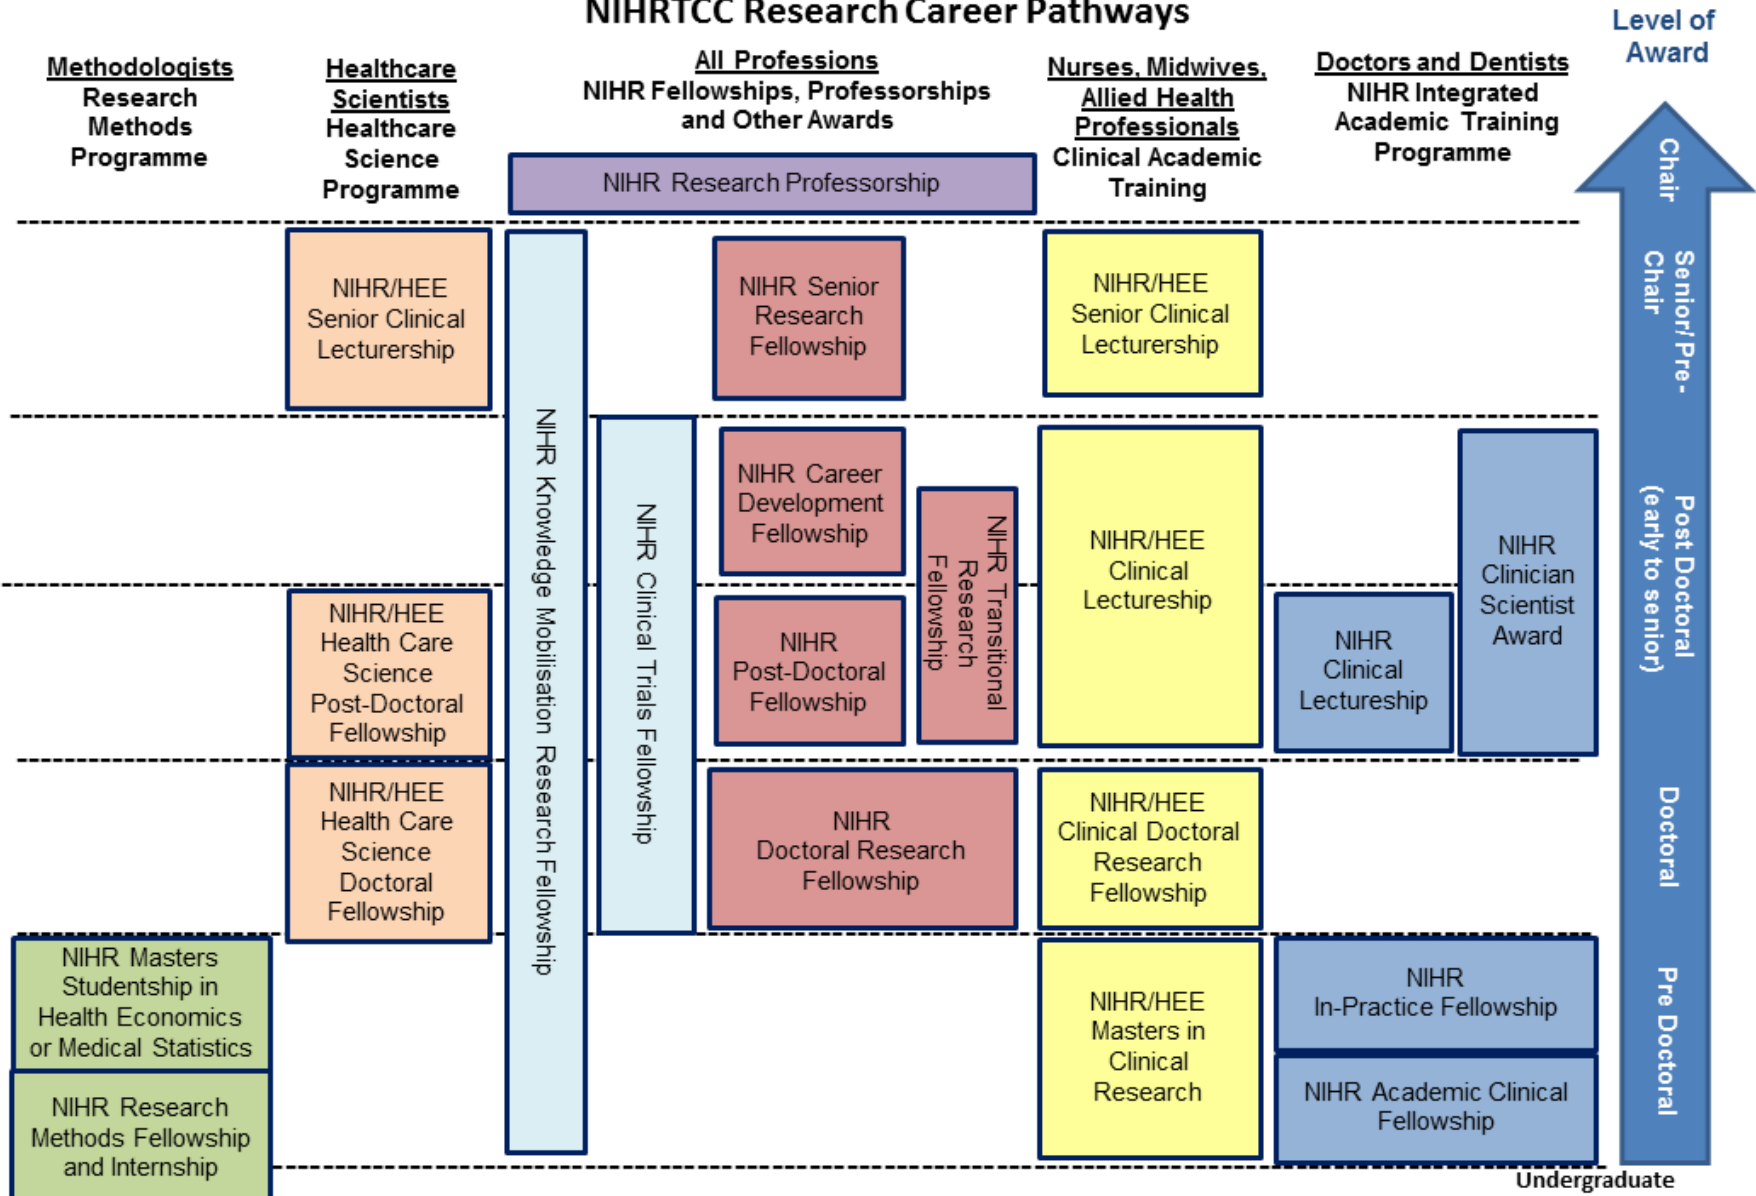 NIHRTCC Research Career Pathways
Level of
Award
Methodologists
Research
Methods
Programme
Healthcare
Scientists
Healthcare
Science
Programme
All Professions
NIHR Fellowships, Professorships
and Other Awards
Nurses, Midwives,
Allied Health
Professionals
Clinical Academic
Training
Doctors and Dentists
NIHR Integrated
Academic Training
Programme
NIHR Research Professorship
Chair
NIHR/HEE
Senior Clinical
Lecturership
NIHR Senior
Research
Fellowship
NIHR/HEE
Senior Clinical
Lecturership
Senior/ Pre-
Chair
NIHR Knowledge Mobilisation Research Fellowship
NIHR Clinical Trials Fellowship
NIHR Career
Development
Fellowship
NIHR Transitional
Research
Fellowship
NIHR/HEE
Clinical
Lectureship
NIHR
Clinician
Scientist
Award
Post Doctoral
(early to senior)
NIHR/HEE
Health Care
Science
Post-Doctoral
Fellowship
NIHR
Post-Doctoral
Fellowship
NIHR
Clinical
Lectureship
NIHR/HEE
Health Care
Science
Doctoral
Fellowship
NIHR
Doctoral Research
Fellowship
NIHR/HEE
Clinical Doctoral
Research
Fellowship
Doctoral
NIHR Masters
Studentship in
Health Economics
or Medical Statistics
NIHR Research
Methods Fellowship
and Internship
NIHR/HEE
Masters in
Clinical
Research
NIHR
In-Practice Fellowship
NIHR Academic Clinical
Fellowship
Pre Doctoral
Undergraduate